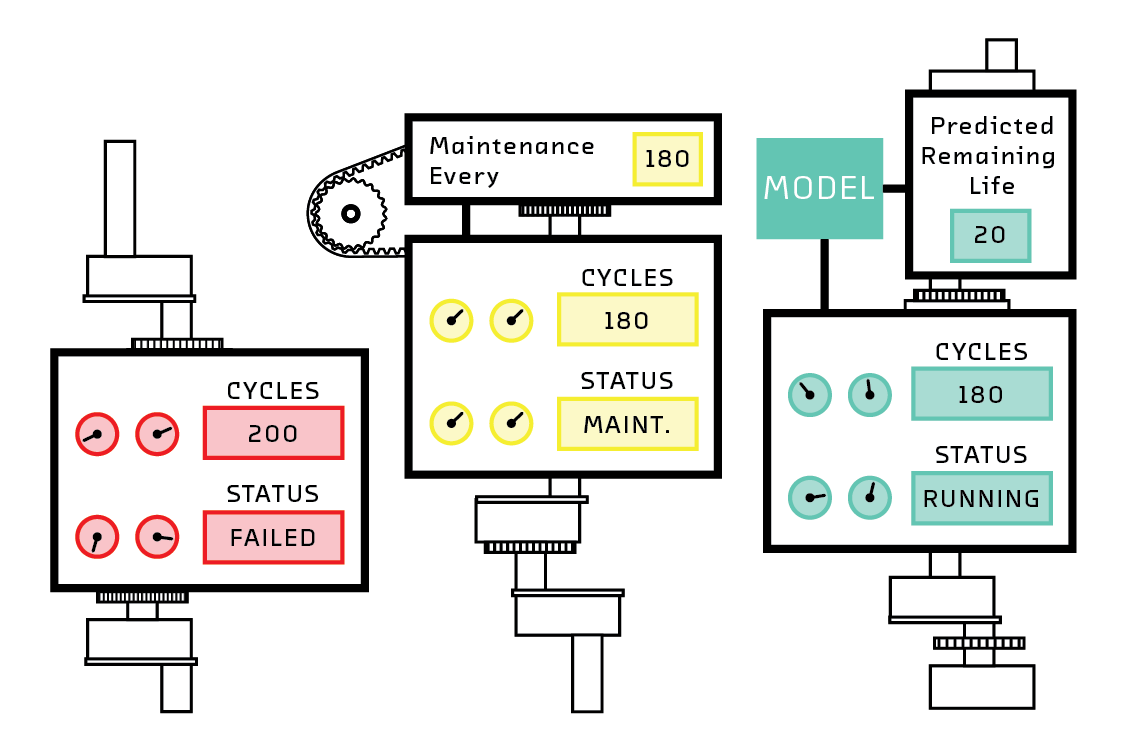 CYCLES
200
STATUS
FAILED
Maintenance
Every
180
CYCLES
180
STATUS
MAINT.
MODEL
Predicted
Remaining
Life
20
CYCLES
180
STATUS
RUNNING